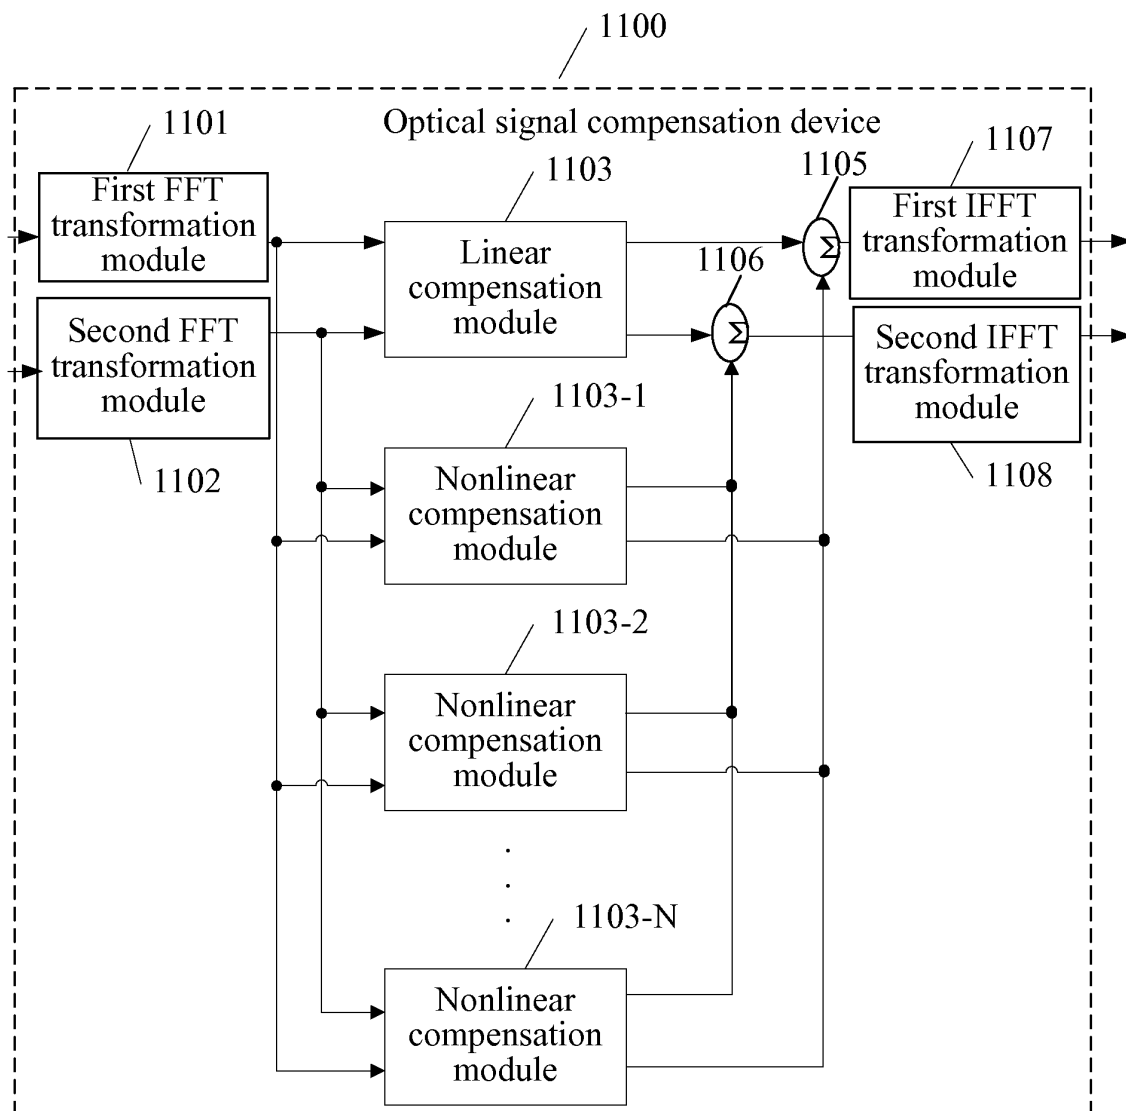 1100
Optical signal compensation device
1101
First FFT
transformation
module
Second FFT
transformation
module
1102
1103
Linear
compensation
module
1105
Σ
1106
Σ
1107
First IFFT
transformation
module
Second IFFT
transformation
module
1108
1103-1
Nonlinear
compensation
module
1103-2
Nonlinear
compensation
module
. . .
1103-N
Nonlinear
compensation
module